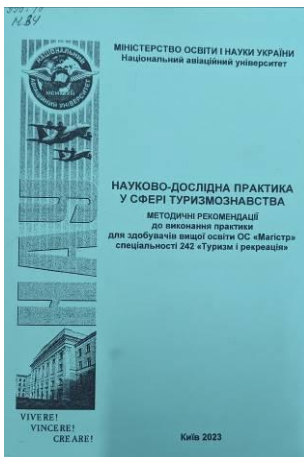 МІНІСТЕРСТВО ОСВІТИ І НАУКИ УКРАЇНИ
Національний авіаційний університет
НАУКОВО-ДОСЛІДНА ПРАКТИКА
У СФЕРІ ТУРИЗМОЗНАВСТВА
МЕТОДИЧНІ РЕКОМЕНДАЦІЇ
до виконання практики
для здобувачів вищої освіти ОС «Магістр»
спеціальності 242 «Туризм і рекреація»
НАУ
VIVERE!
VINCERE!
CREARE!
Київ 2023